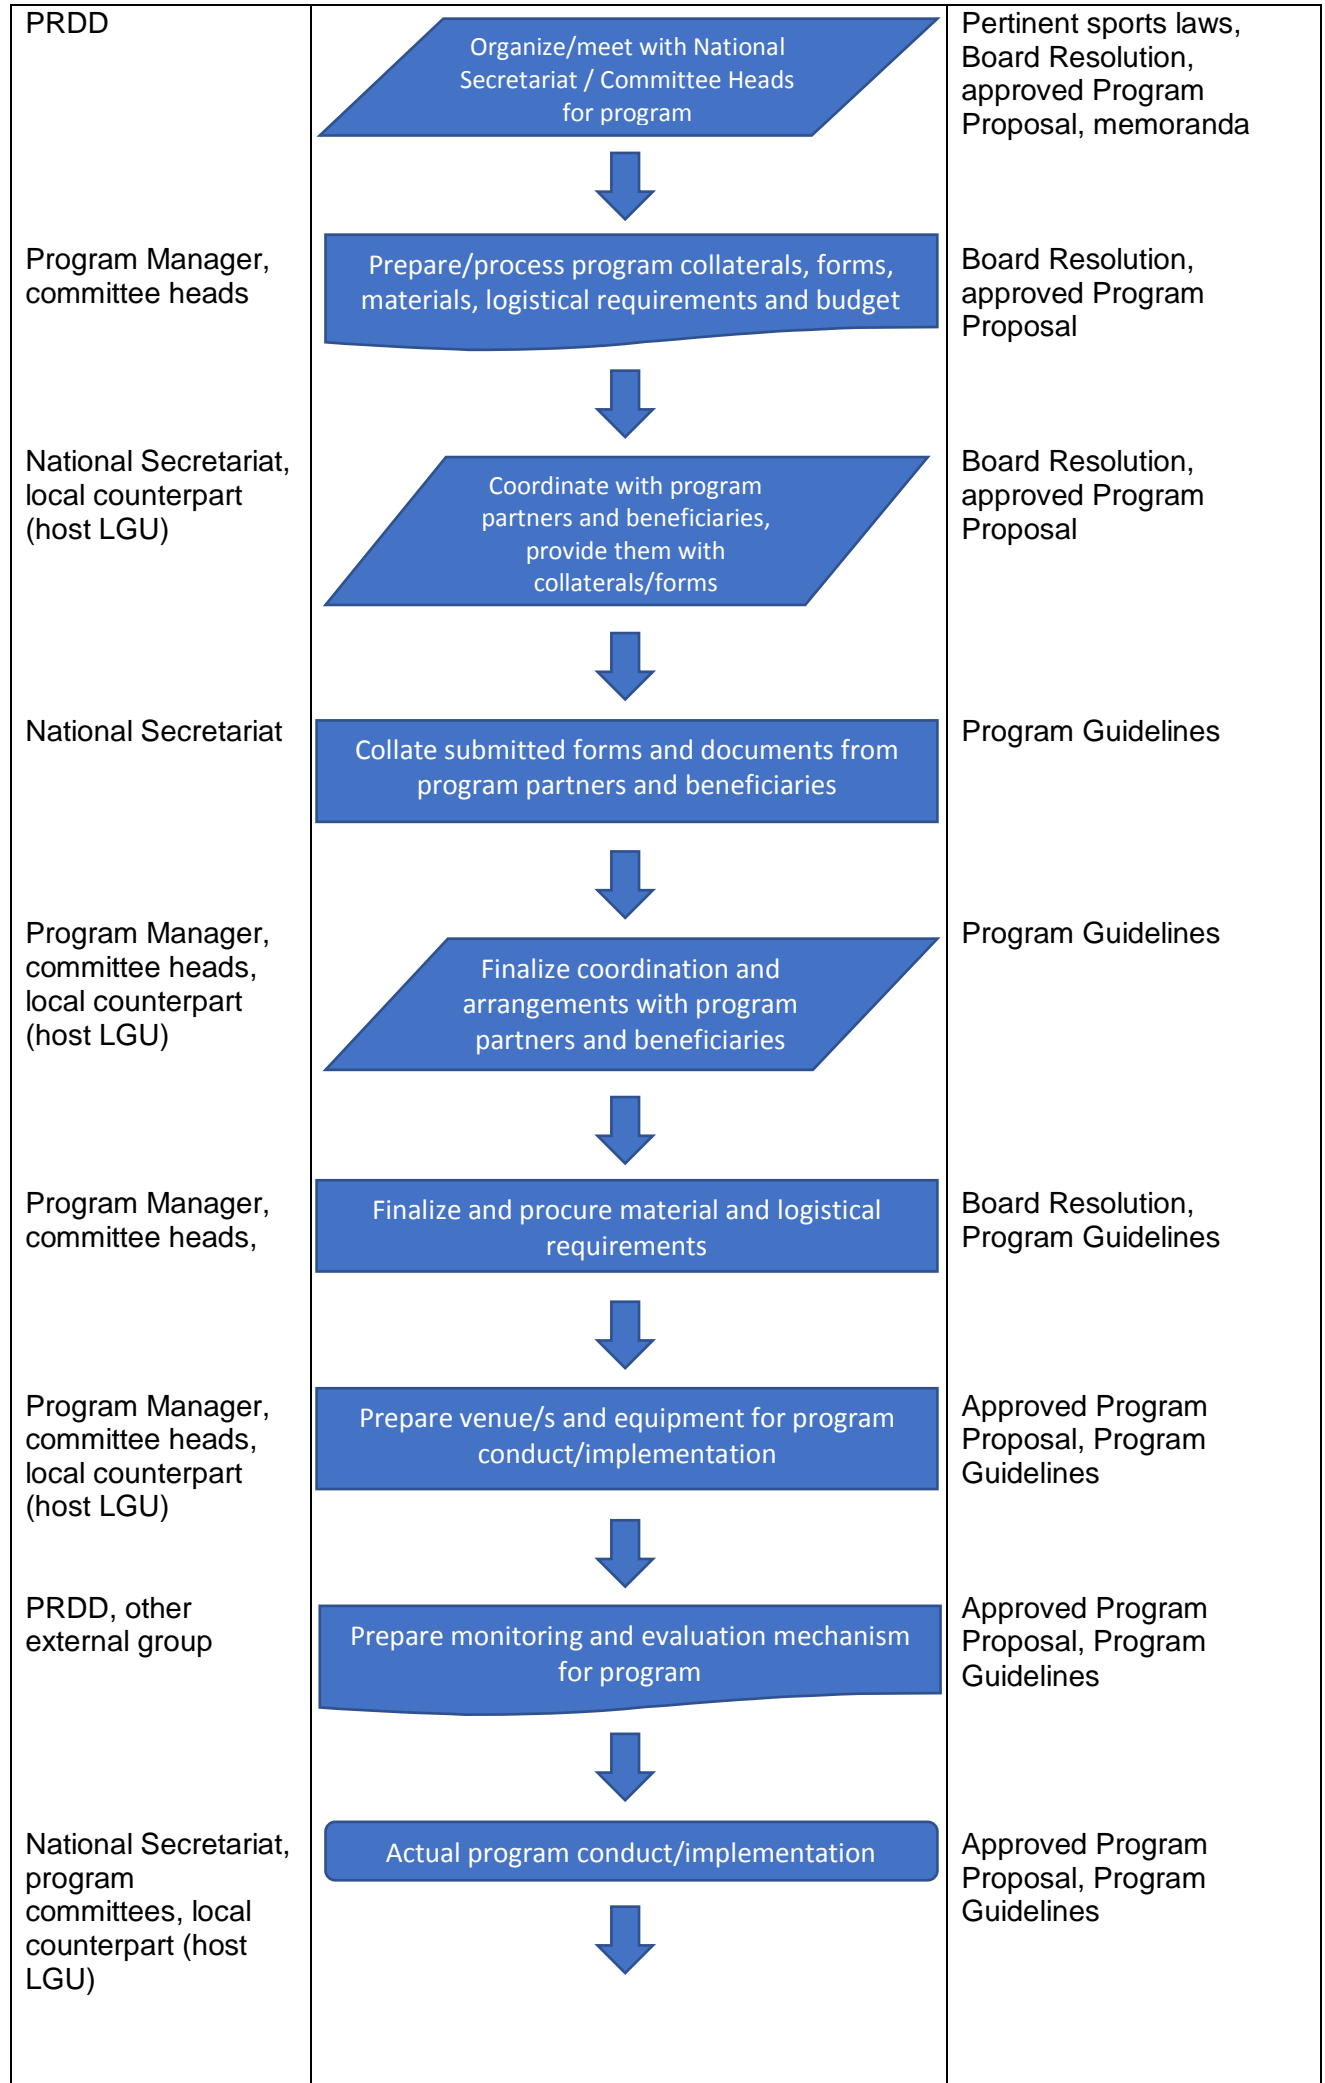 PRDD
Organize/meet with National
Secretariat / Committee Heads
for program
Pertinent sports laws,
Board Resolution,
approved Program
Proposal, memoranda
Program Manager,
committee heads
Prepare/process program collaterals, forms,
materials, logistical requirements and budget
Board Resolution,
approved Program
Proposal
National Secretariat,
local counterpart
(host LGU)
Coordinate with program
partners and beneficiaries,
provide them with
collaterals/forms
Board Resolution,
approved Program
Proposal
National Secretariat
Collate submitted forms and documents from
program partners and beneficiaries
Program Guidelines
Program Manager,
committee heads,
local counterpart
(host LGU)
Finalize coordination and
arrangements with program
partners and beneficiaries
Program Guidelines
Program Manager,
committee heads,
Finalize and procure material and logistical
requirements
Board Resolution,
Program Guidelines
Program Manager,
committee heads,
local counterpart
(host LGU)
Prepare venue/s and equipment for program
conduct/implementation
Approved Program
Proposal, Program
Guidelines
PRDD, other
external group
Prepare monitoring and evaluation mechanism
for program
Approved Program
Proposal, Program
Guidelines
National Secretariat,
program
committees, local
counterpart (host
LGU)
Actual program conduct/implementation
Approved Program
Proposal, Program
Guidelines